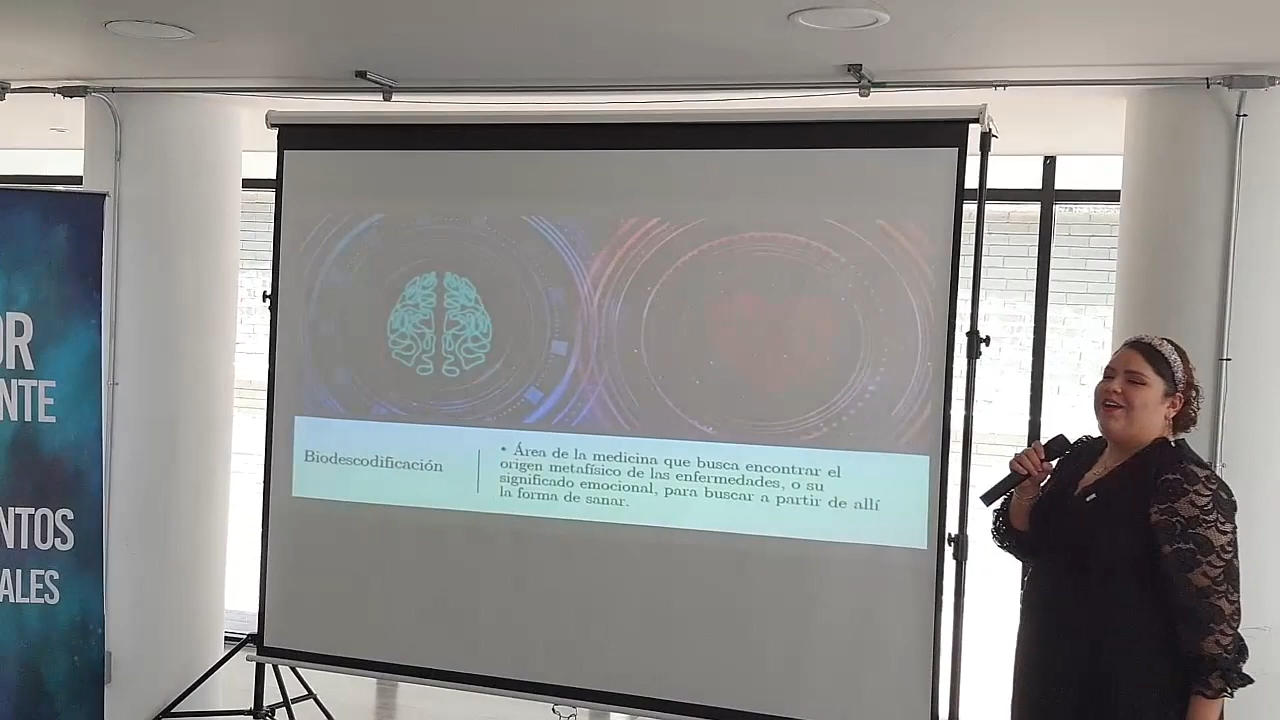 OR
NTE
NTOS
ALES
Biodescodificación
• Área de la medicina que busca encontrar el
origen metafísico de las enfermedades, o su
significado emocional, para buscar a partir de allí
la forma de sanar.